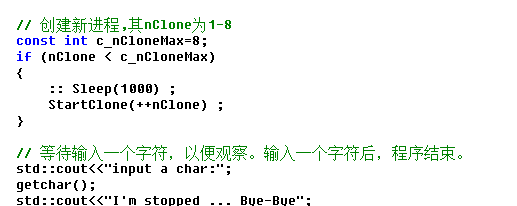 // 创建新进程,其nClone为1-8
const int c_nCloneMax=8;
if (nClone < c_nCloneMax)
{
:: Sleep(1000) ;
StartClone(++nClone) ;
}
// 等待输入一个字符，以便观察。输入一个字符后，程序结束。
std::cout<<"input a char:";
getchar();
std::cout<<"I'm stopped ... Bye-Bye";